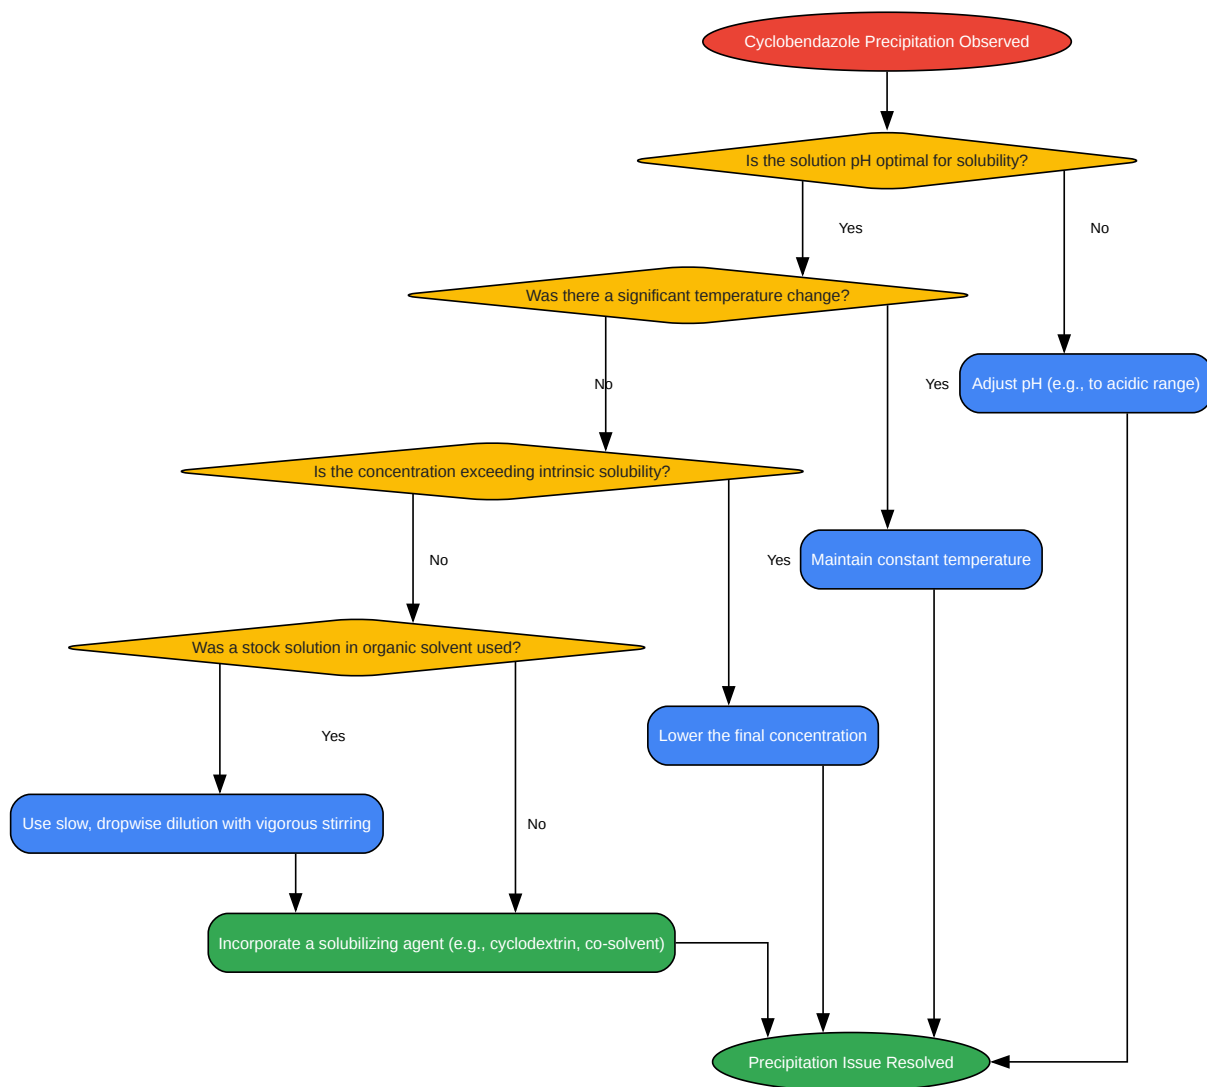 Cyclobendazole Precipitation Observed
Is the solution pH optimal for solubility?
Yes
No
Was there a significant temperature change?
No
Yes
Adjust pH (e.g., to acidic range)
Is the concentration exceeding intrinsic solubility?
No
Yes
Maintain constant temperature
Was a stock solution in organic solvent used?
Yes
Lower the final concentration
Use slow, dropwise dilution with vigorous stirring
No
Incorporate a solubilizing agent (e.g., cyclodextrin, co-solvent)
Precipitation Issue Resolved